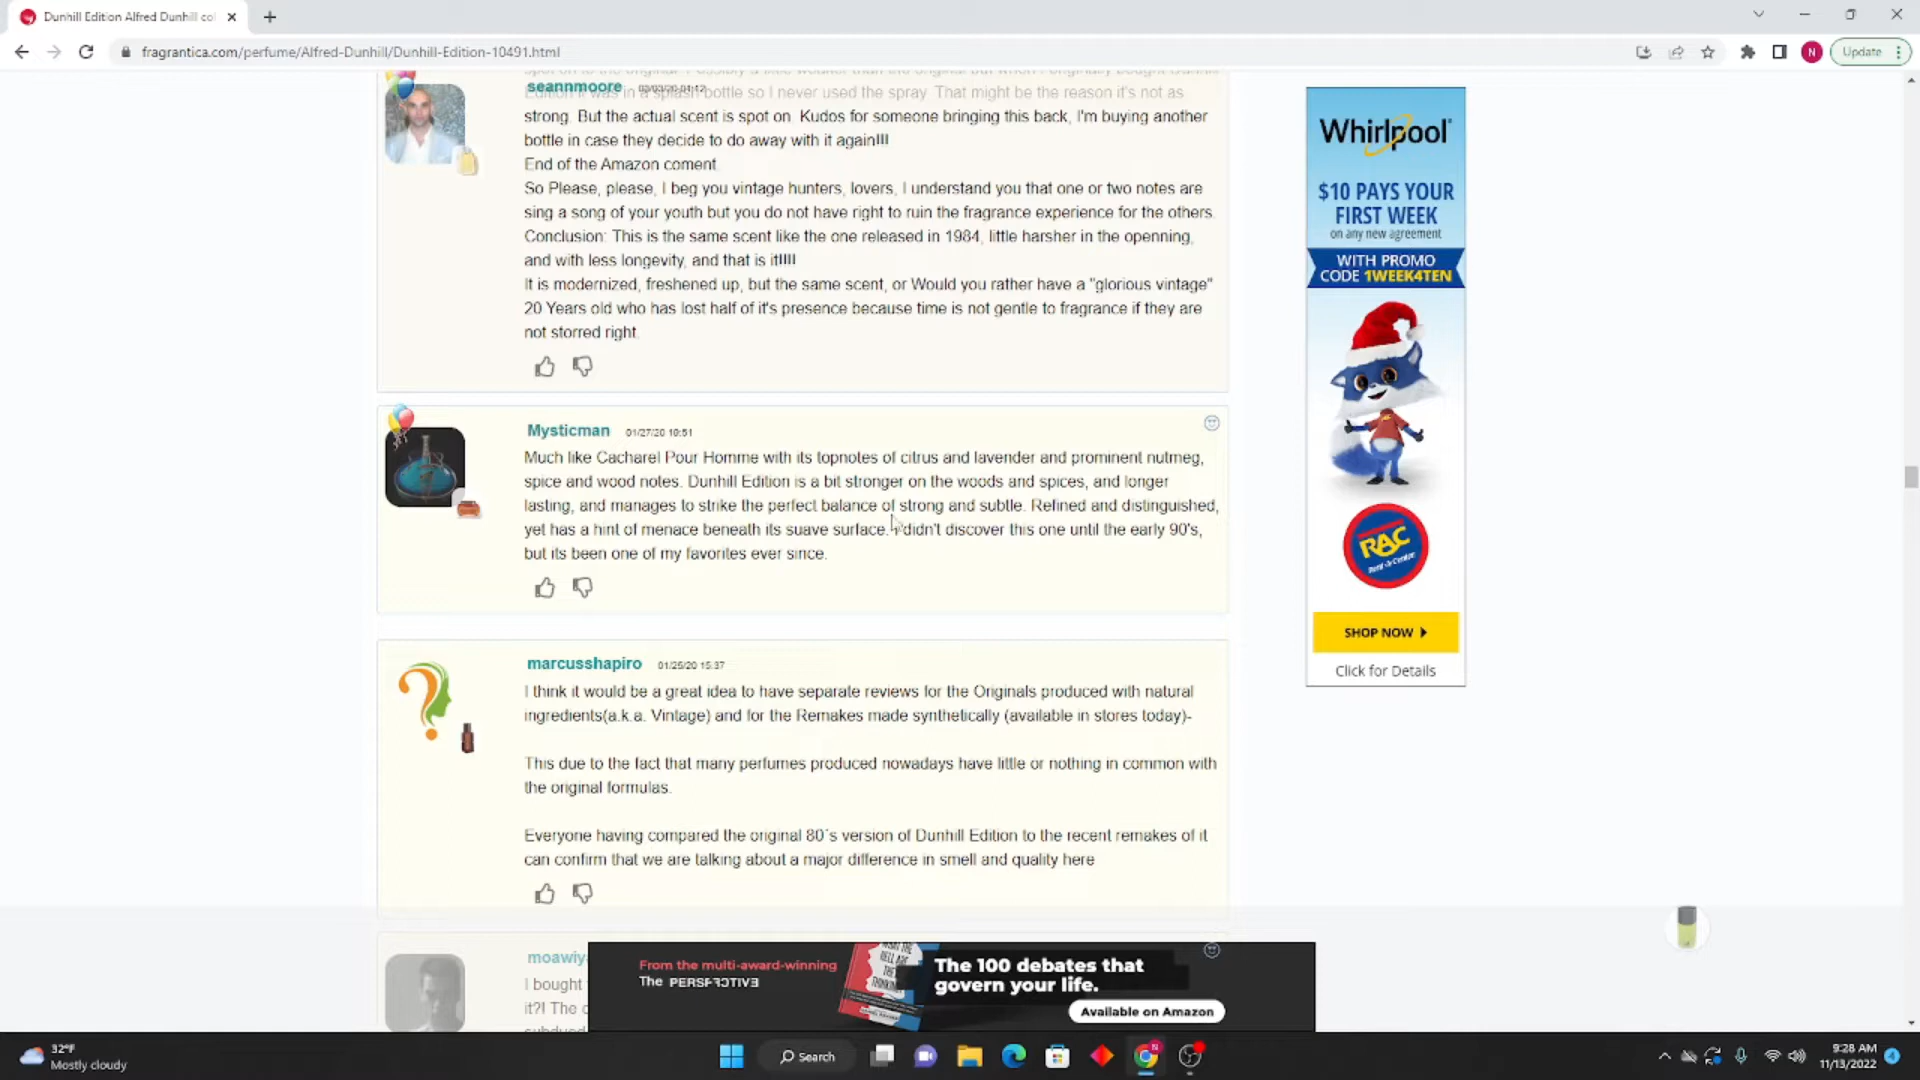 Dunhill Edition Alfred Dunhill col
fragrantica.com/perfume/Alfred-Dunhill/Dunhill-Edition-10491.html
N
Update
seannmoore
Edition it was in a splash bottle so I never used the spray. That might be the reason it's not as
strong. But the actual scent is spot on. Kudos for someone bringing this back, I'm buying another
bottle in case they decide to do away with it again!!!
End of the Amazon coment.
So Please, please, I beg you vintage hunters, lovers, I understand you that one or two notes are
sing a song of your youth but you do not have right to ruin the fragrance experience for the others.
Conclusion: This is the same scent like the one released in 1984, little harsher in the openning,
and with less longevity, and that is it!!!!
It is modernized, freshened up, but the same scent, or Would you rather have a "glorious vintage"
20 Years old who has lost half of it's presence because time is not gentle to fragrance if they are
not storred right.
Mysticman 01/27/20 10:51
Much like Cacharel Pour Homme with its topnotes of citrus and lavender and prominent nutmeg,
spice and wood notes. Dunhill Edition is a bit stronger on the woods and spices, and longer
lasting, and manages to strike the perfect balance of strong and subtle. Refined and distinguished,
yet has a hint of menace beneath its suave surface. I didn't discover this one until the early 90's,
but its been one of my favorites ever since.
marcusshapiro 01/25/20 15:37
I think it would be a great idea to have separate reviews for the Originals produced with natural
ingredients(a.k.a. Vintage) and for the Remakes made synthetically (available in stores today)-
This due to the fact that many perfumes produced nowadays have little or nothing in common with
the original formulas.
Everyone having compared the original 80´s version of Dunhill Edition to the recent remakes of it
can confirm that we are talking about a major difference in smell and quality here
moawiy
I bought
it?! The
Whirlpool
$10 PAYS YOUR
FIRST WEEK
on any new agreement
WITH PROMO
CODE 1WEEK4TEN
RAC
Rent-A-Center
SHOP NOW
Click for Details
From the multi-award-winning
The PERSPECTIVE
The 100 debates that
govern your life.
Available on Amazon
32°F
Mostly cloudy
Search
9:28 AM
11/13/2022
4